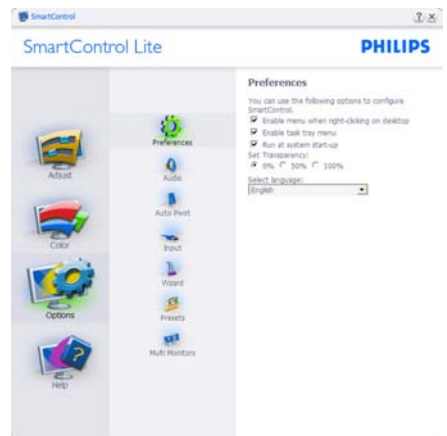 SmartControl
SmartControl Lite
PHILIPS
Adjust
Color
Options
Help
Preferences
Audio
Auto Pivot
Input
Wizard
Presets
Multi Monitors
Preferences
You can use the following options to configure
SmartControl.
Enable menu when right-clicking on desktop
Enable task tray menu
Run at system start-up
Set Transparency:
0% 50% 100%
Select language:
English